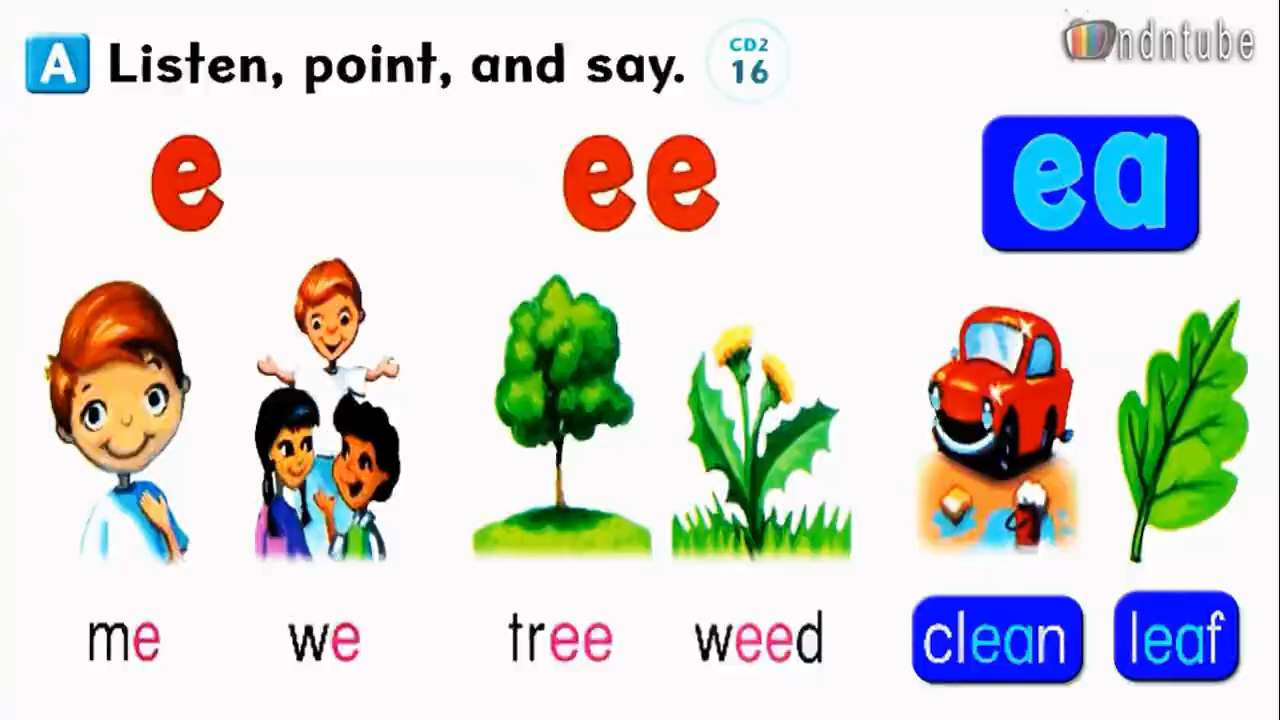 A Listen, point, and say. CD2 16
ndntube
e ee ea
me we tree weed clean leaf